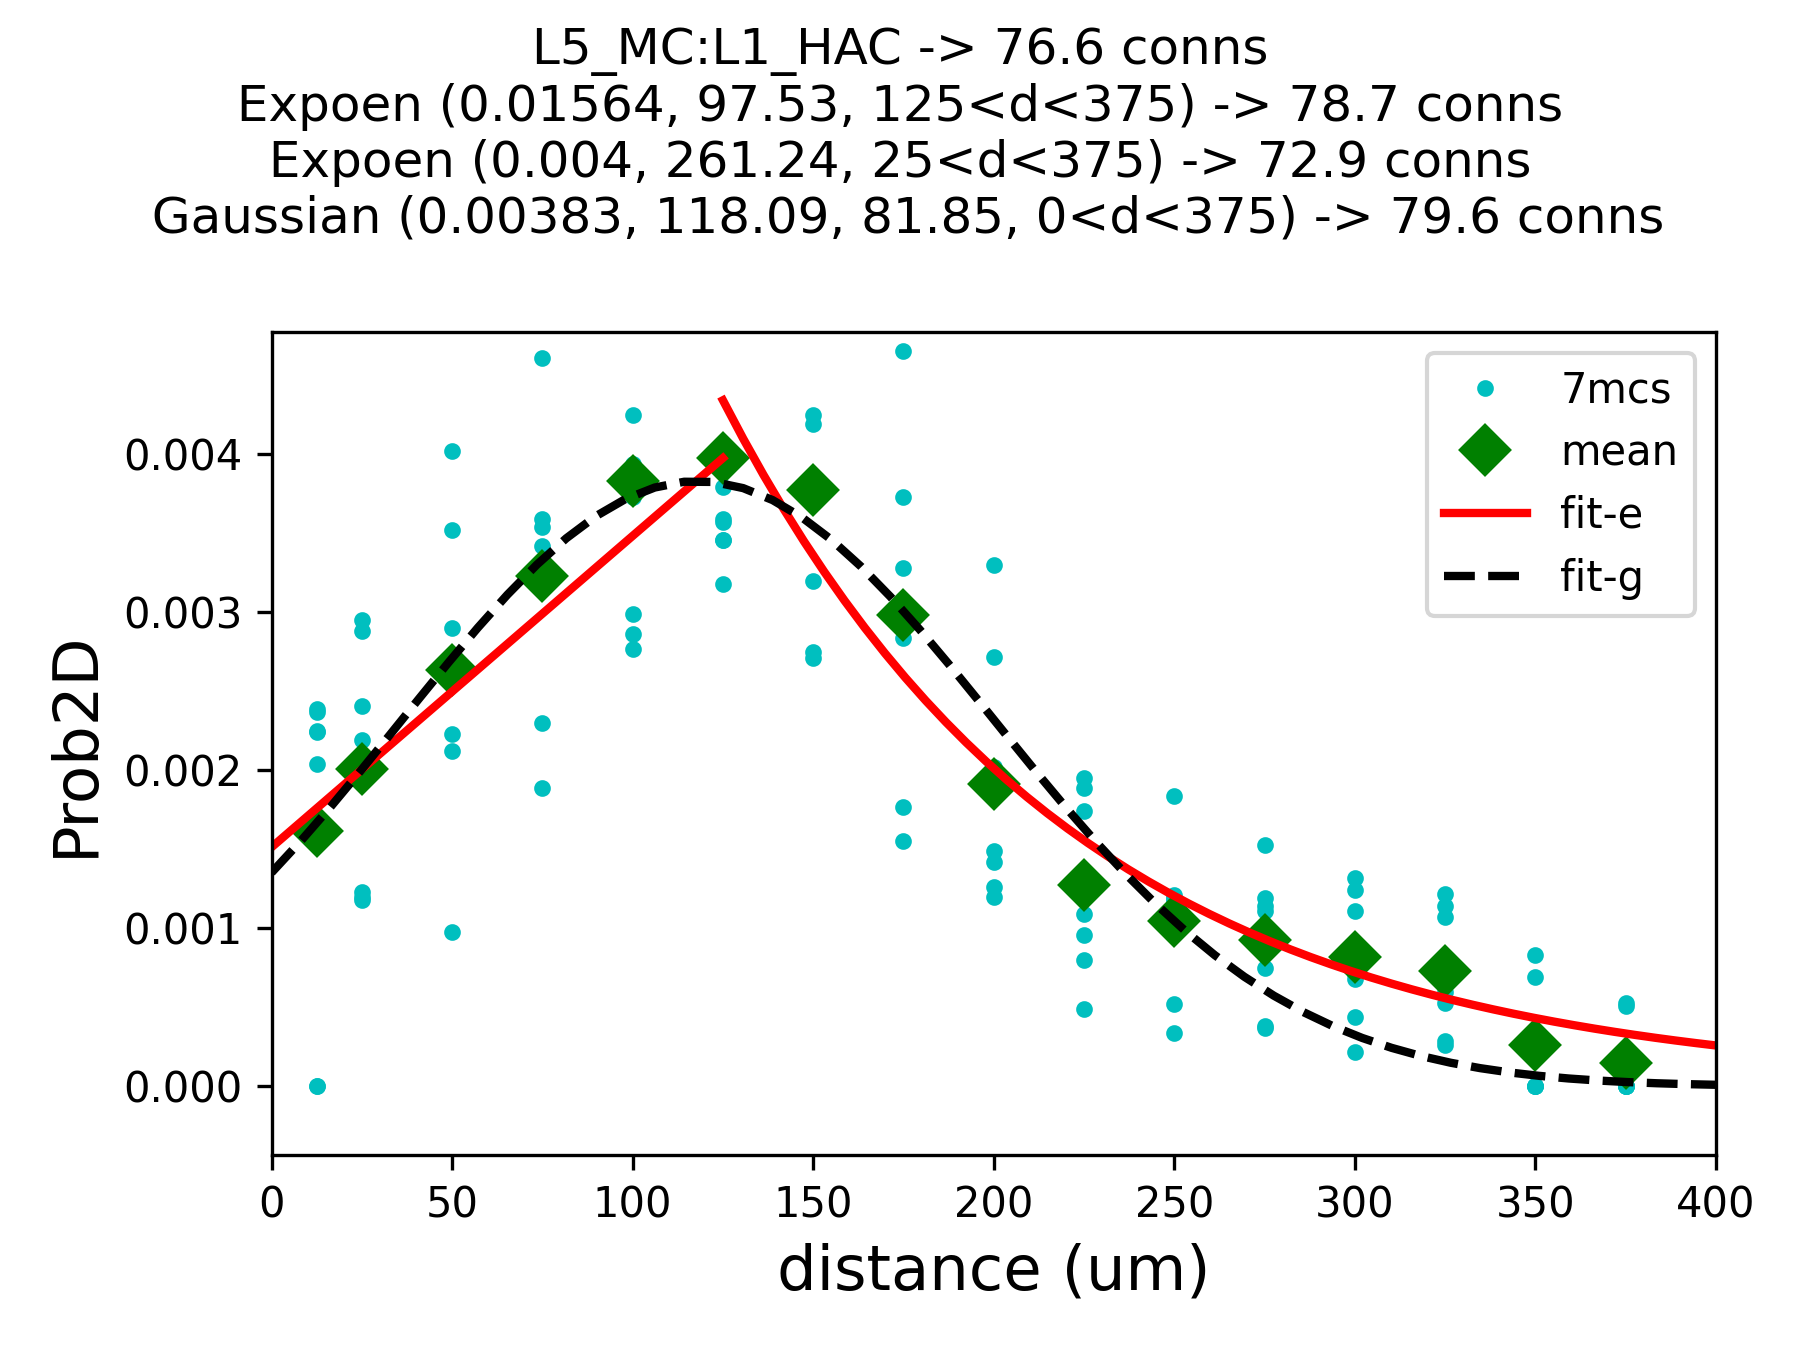 L5_MC:L1_HAC -> 76.6 conns
Expoen (0.01564, 97.53, 125<d<375) -> 78.7 conns
Expoen (0.004, 261.24, 25<d<375) -> 72.9 conns
Gaussian (0.00383, 118.09, 81.85, 0<d<375) -> 79.6 conns
7mcs
mean
fit-e
fit-g
Prob2D
0.004
0.003
0.002
0.001
0.000
0 50 100 150 200 250 300 350 400
distance (um)